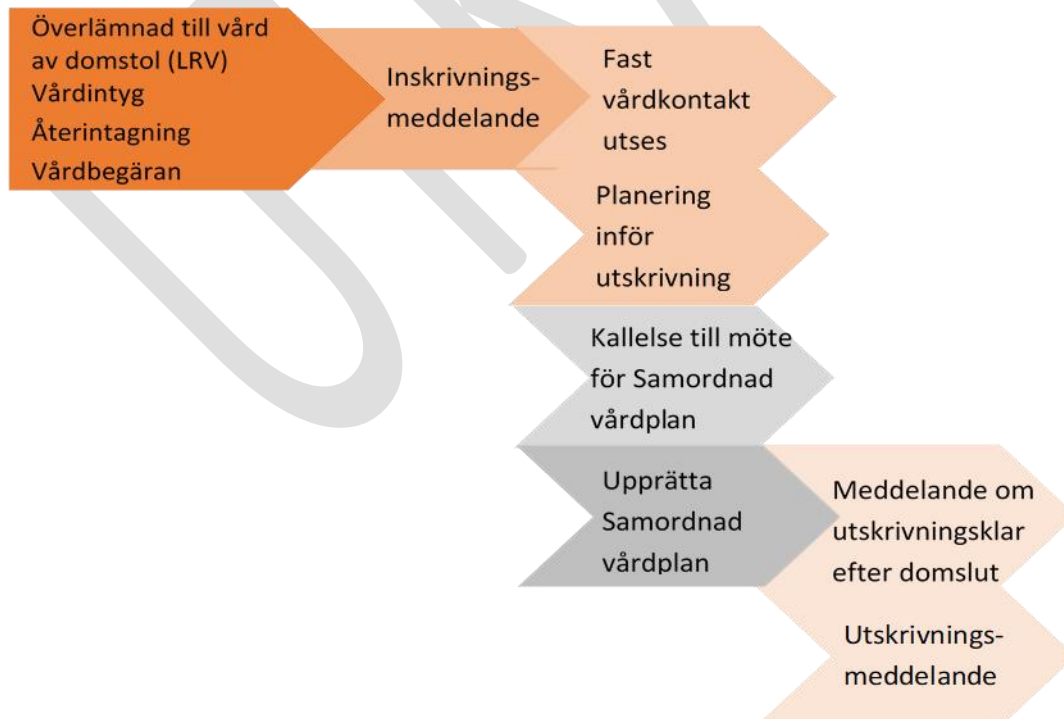 Överlämnad till vård
av domstol (LRV)
Vårdintyg
Återintagning
Vårdbegäran
Inskrivnings-
meddelande
Fast
vårdkontakt
utses
Planering
inför
utskrivning
Kallelse till möte
för Samordnad
vårdplan
Upprätta
Samordnad
vårdplan
Meddelande om
utskrivningsklar
efter domslut
Utskrivnings-
meddelande